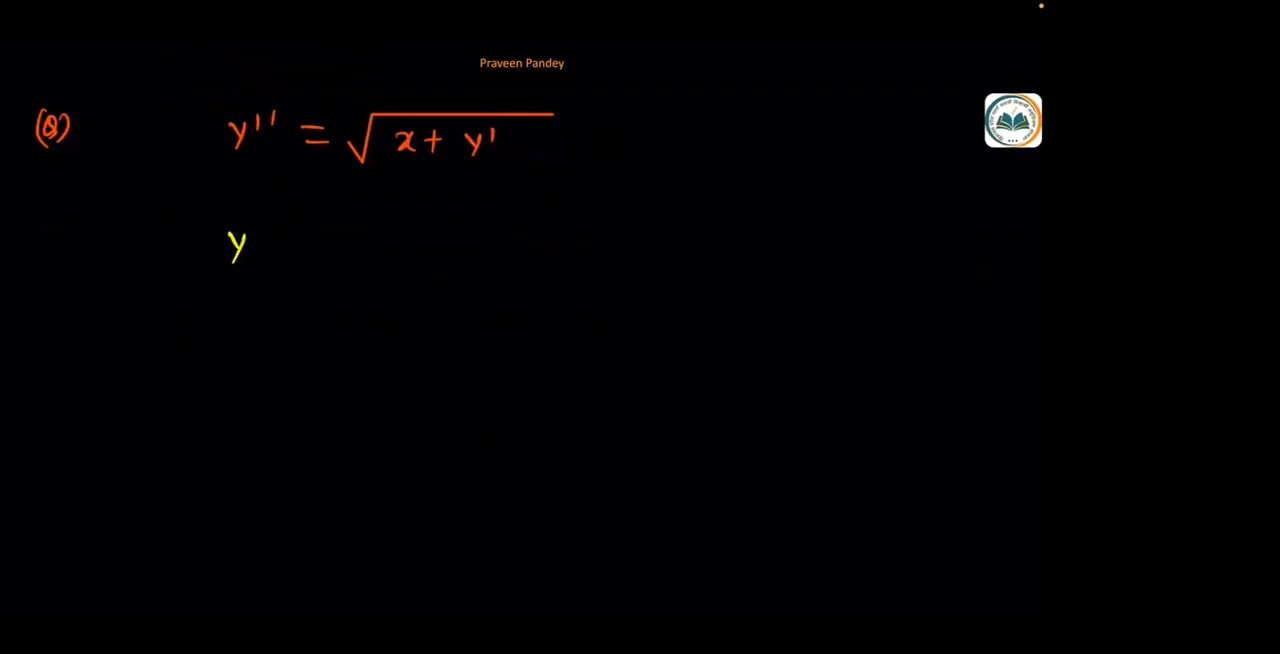 Praveen Pandey
(Q) y'' = √(x + y')
y